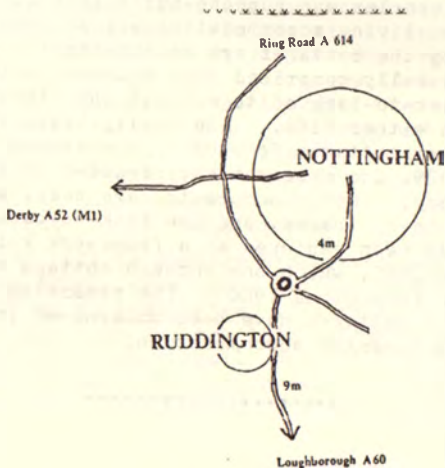 Ring Road A 614
NOTTINGHAM
Derby A52 (M1)
4m
RUDDINGTON
9m
Loughborough A60